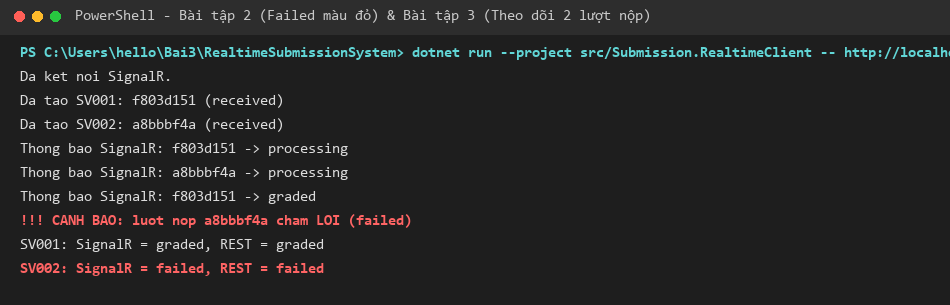 PowerShell - Bài tập 2 (Failed màu đỏ) & Bài tập 3 (Theo dõi 2 lượt nộp)
PS C:\Users\hello\Bai3\RealtimeSubmissionSystem> dotnet run --project src/Submission.RealtimeClient -- http://localh
Da ket noi SignalR.
Da tao SV001: f803d151 (received)
Da tao SV002: a8bbbf4a (received)
Thong bao SignalR: f803d151 -> processing
Thong bao SignalR: a8bbbf4a -> processing
Thong bao SignalR: f803d151 -> graded
!!! CANH BAO: luot nop a8bbbf4a cham LOI (failed)
SV001: SignalR = graded, REST = graded
SV002: SignalR = failed, REST = failed